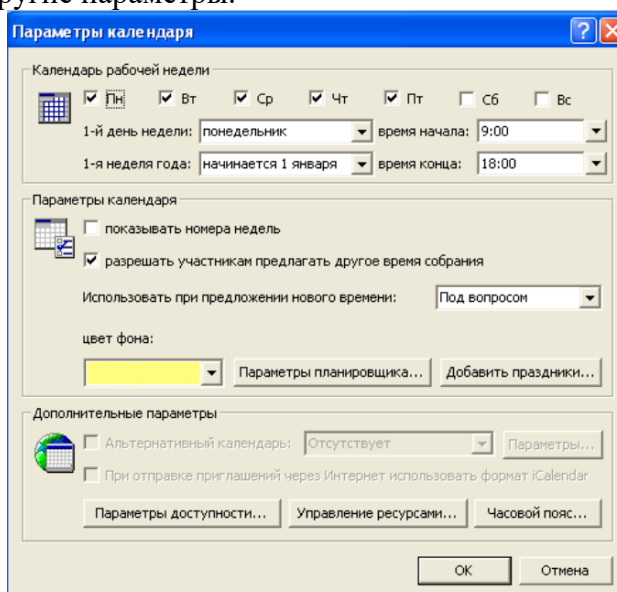 другие параметры.
Параметры календаря
Календарь рабочей недели
Пн Вт Ср Чт Пт Сб Вс
1-й день недели: понедельник время начала: 9:00
1-я неделя года: начинается 1 января время конца: 18:00
Параметры календаря
показывать номера недель
разрешать участникам предлагать другое время собрания
Использовать при предложении нового времени: Под вопросом
цвет фона:
Параметры планировщика... Добавить праздники...
Дополнительные параметры
Альтернативный календарь: Отсутствует Параметры...
При отправке приглашений через Интернет использовать формат iCalendar
Параметры доступности... Управление ресурсами... Часовой пояс...
ОК Отмена